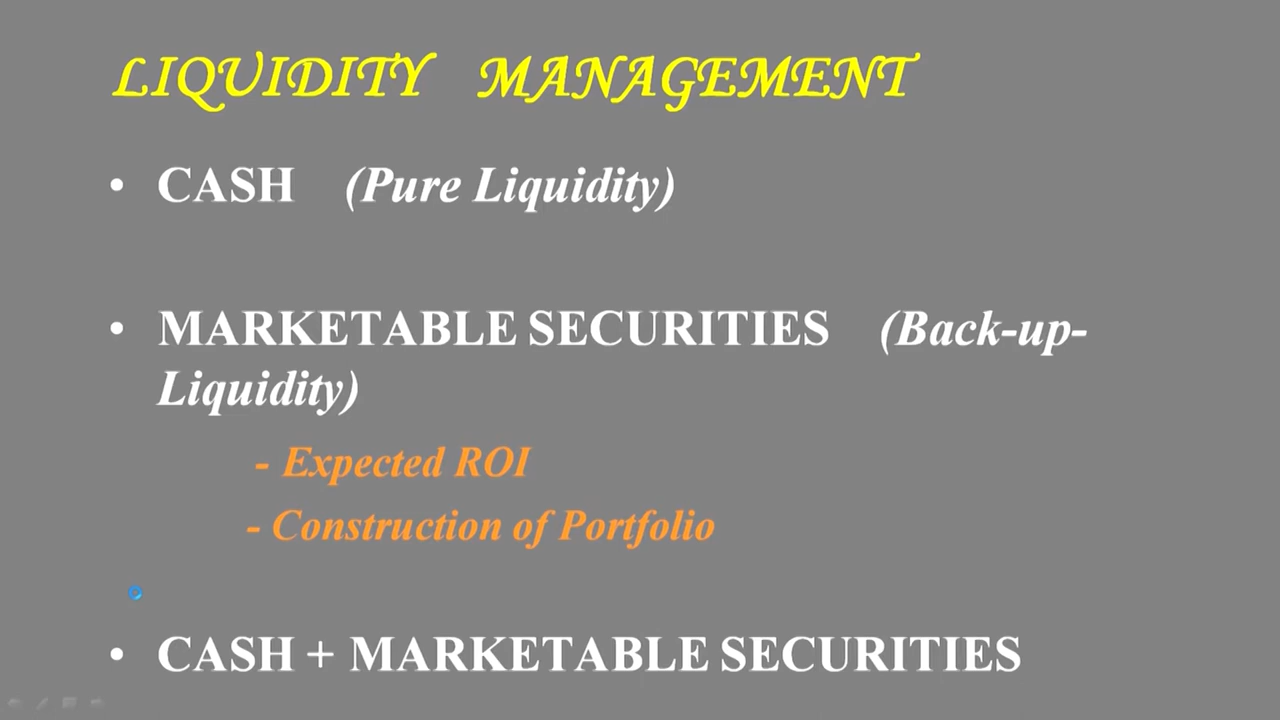 LIQUIDITY MANAGEMENT
• CASH (Pure Liquidity)
• MARKETABLE SECURITIES (Back-up-
Liquidity)
- Expected ROI
- Construction of Portfolio
• CASH + MARKETABLE SECURITIES